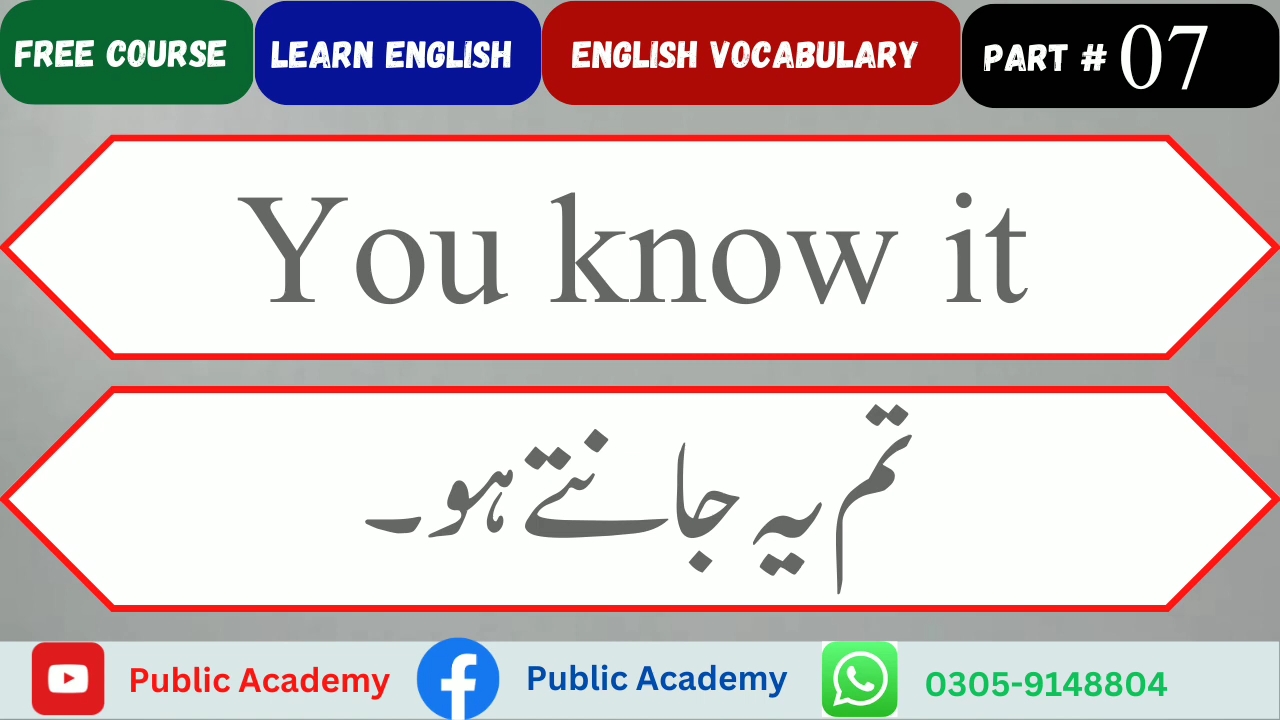 FREE COURSE LEARN ENGLISH ENGLISH VOCABULARY PART # 07
You know it
تم یہ جانتے ہو۔
Public Academy Public Academy 0305-9148804